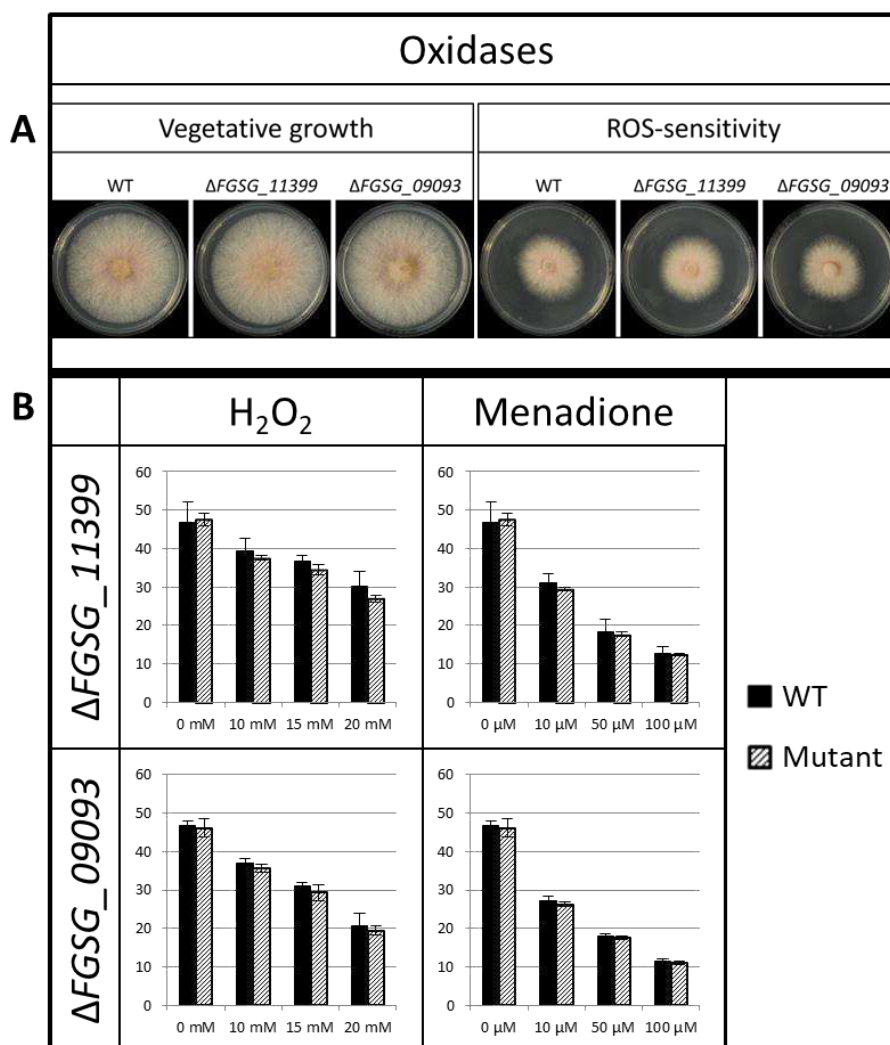 Oxidases
A
Vegetative growth
ROS-sensitivity
WT
ΔFGSG_11399
ΔFGSG_09093
WT
ΔFGSG_11399
ΔFGSG_09093
B
H₂O₂
Menadione
ΔFGSG_11399
60
50
40
30
20
10
0
0 mM 10 mM 15 mM 20 mM
60
50
40
30
20
10
0
0 µM 10 µM 50 µM 100 µM
WT
Mutant
ΔFGSG_09093
60
50
40
30
20
10
0
0 mM 10 mM 15 mM 20 mM
60
50
40
30
20
10
0
0 µM 10 µM 50 µM 100 µM